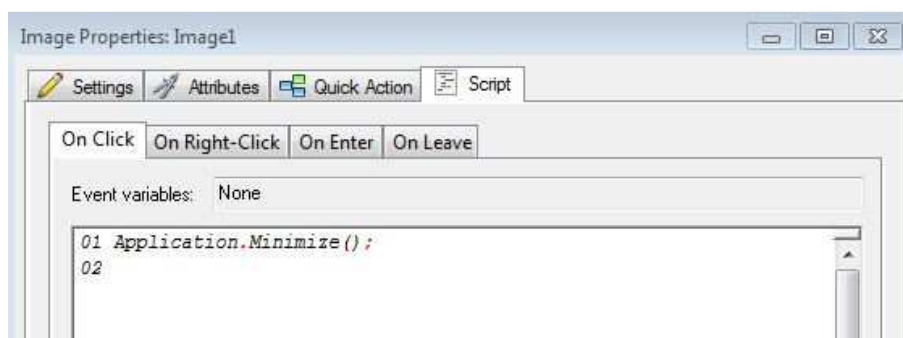 Image Properties: Image1
Settings Attributes Quick Action Script
On Click On Right-Click On Enter On Leave
Event variables: None
01 Application.Minimize();
02